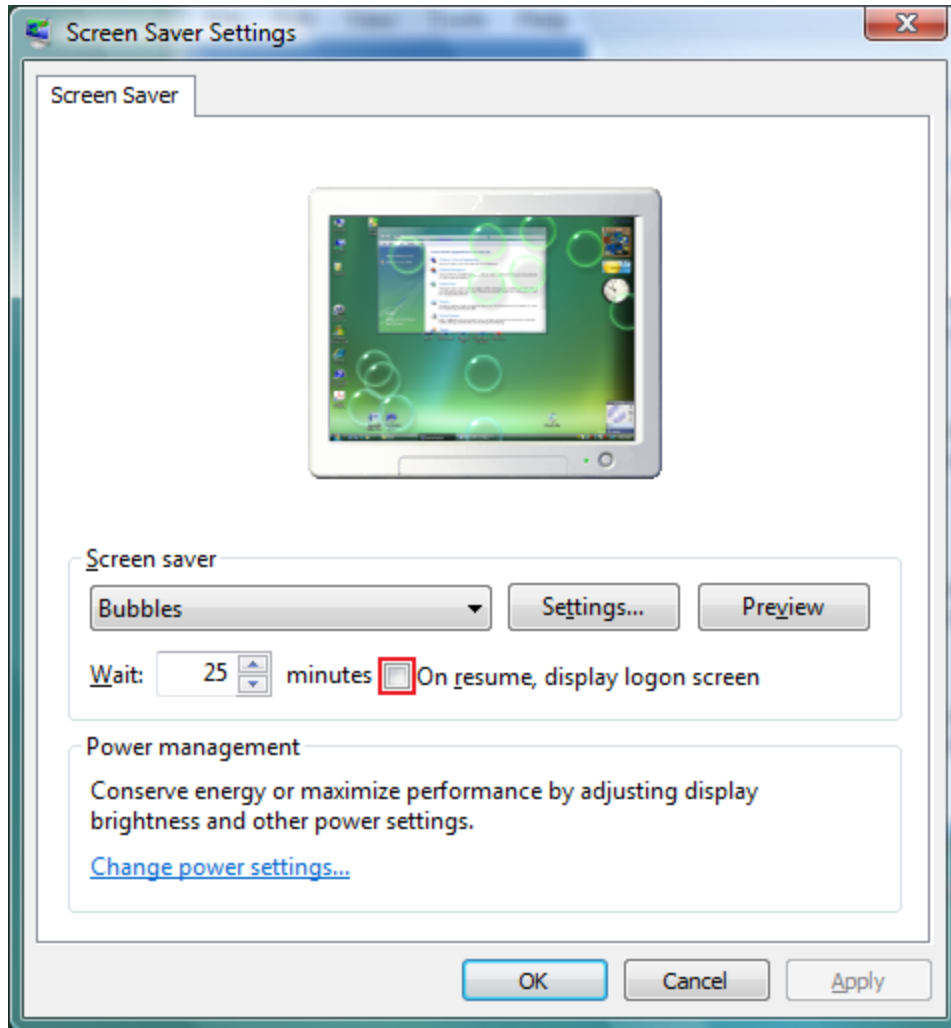 Screen Saver Settings
Screen Saver
Screen saver
Bubbles
Settings...
Preview
Wait: 25 minutes On resume, display logon screen
Power management
Conserve energy or maximize performance by adjusting display
brightness and other power settings.
Change power settings...
OK
Cancel
Apply